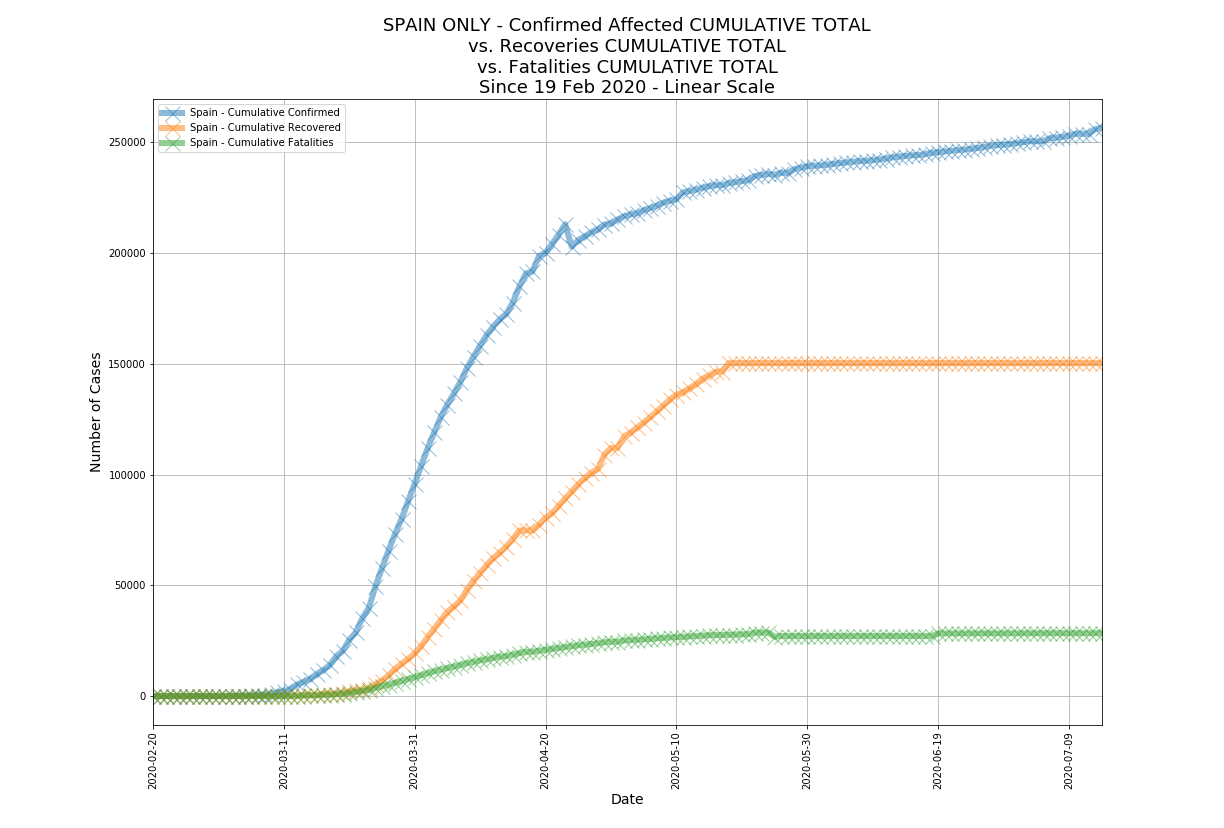 SPAIN ONLY - Confirmed Affected CUMULATIVE TOTAL
vs. Recoveries CUMULATIVE TOTAL
vs. Fatalities CUMULATIVE TOTAL
Since 19 Feb 2020 - Linear Scale
Spain - Cumulative Confirmed
Spain - Cumulative Recovered
Spain - Cumulative Fatalities
Number of Cases
250000
200000
150000
100000
50000
0
2020-02-20
2020-03-11
2020-03-31
2020-04-20
2020-05-10
2020-05-30
2020-06-19
2020-07-09
Date